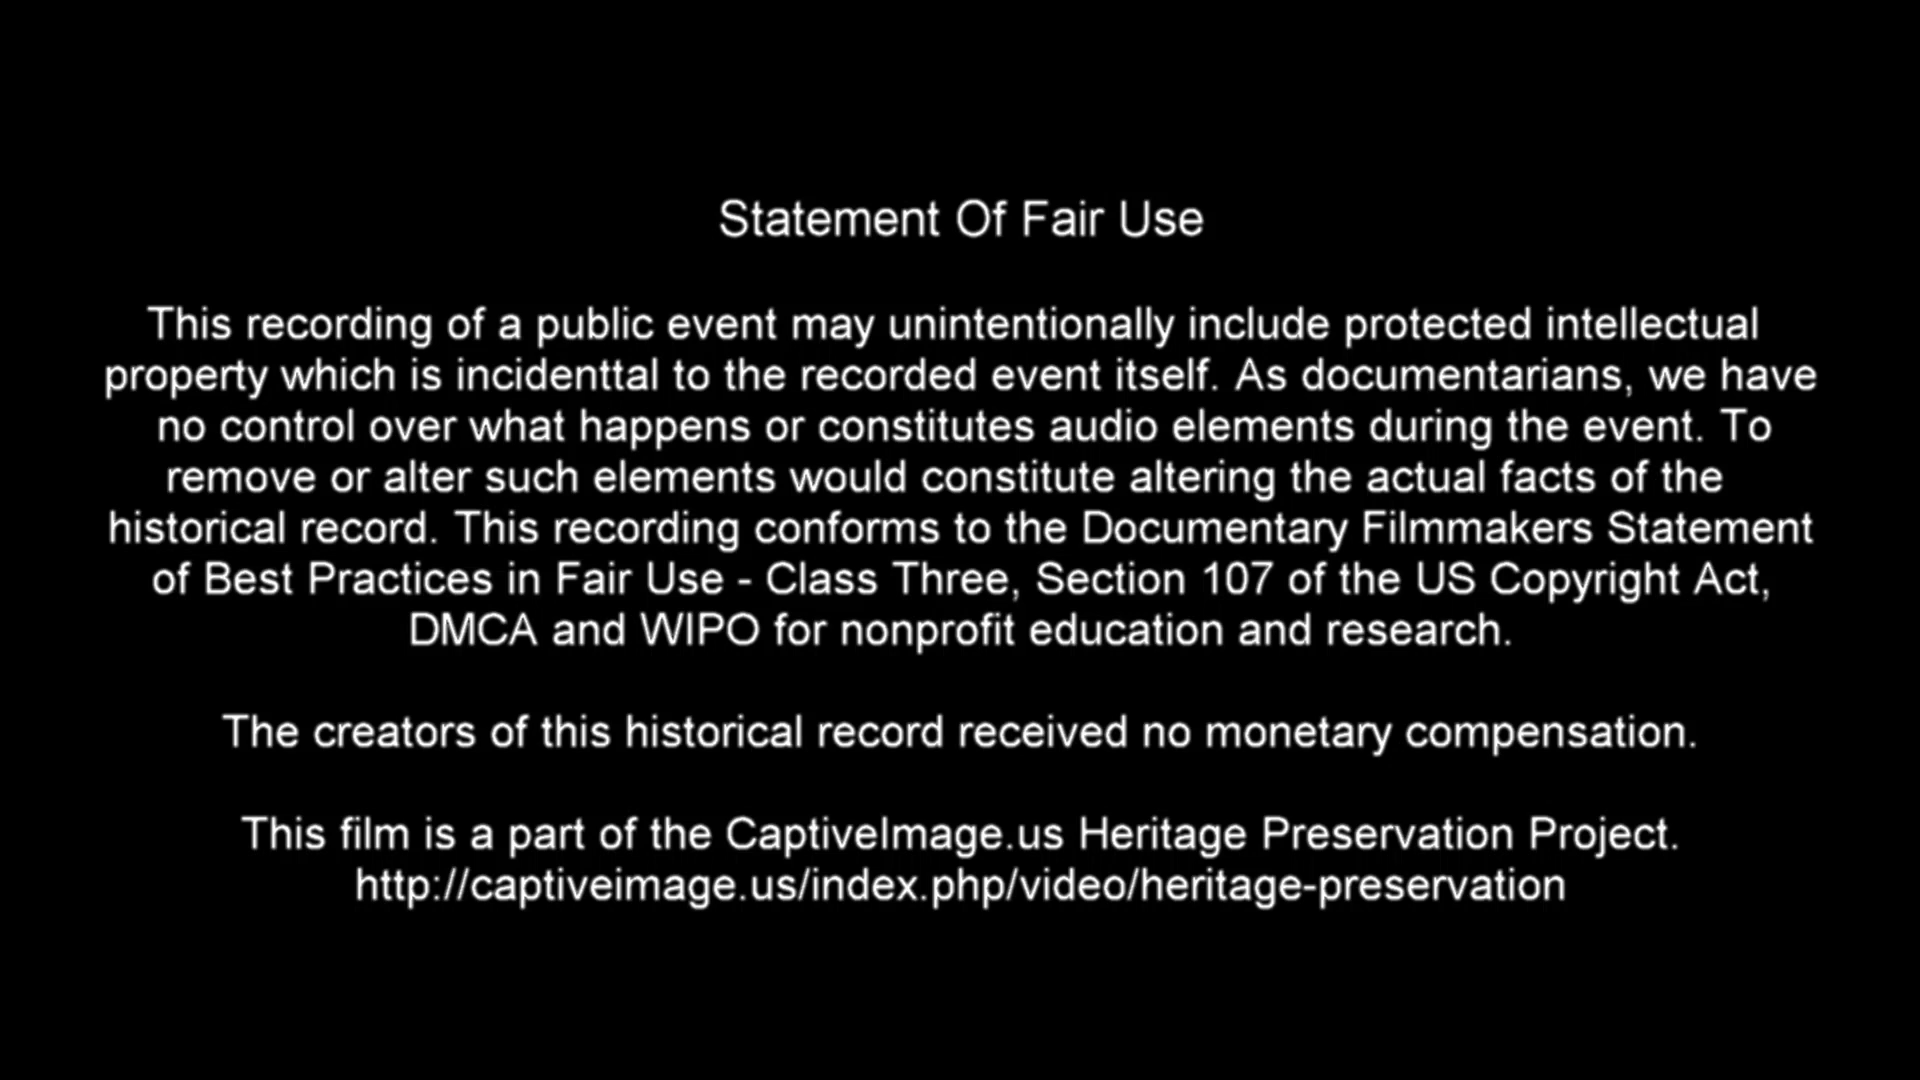 Statement Of Fair Use
This recording of a public event may unintentionally include protected intellectual
property which is incidenttal to the recorded event itself. As documentarians, we have
no control over what happens or constitutes audio elements during the event. To
remove or alter such elements would constitute altering the actual facts of the
historical record. This recording conforms to the Documentary Filmmakers Statement
of Best Practices in Fair Use - Class Three, Section 107 of the US Copyright Act,
DMCA and WIPO for nonprofit education and research.
The creators of this historical record received no monetary compensation.
This film is a part of the CaptiveImage.us Heritage Preservation Project.
http://captiveimage.us/index.php/video/heritage-preservation